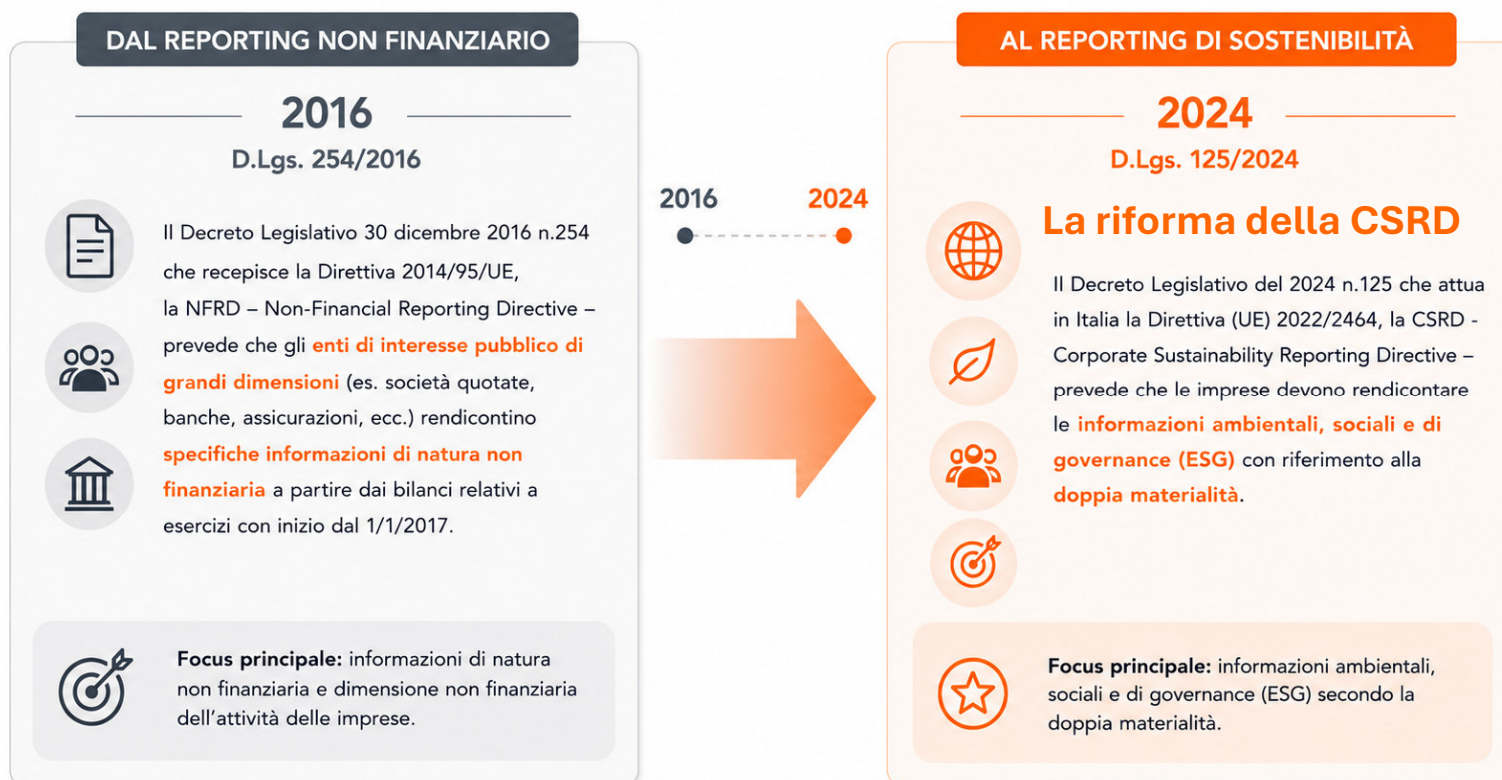 DAL REPORTING NON FINANZIARIO
2016
D.Lgs. 254/2016
Il Decreto Legislativo 30 dicembre 2016 n.254
che recepisce la Direttiva 2014/95/UE,
la NFRD – Non-Financial Reporting Directive –
prevede che gli enti di interesse pubblico di
grandi dimensioni (es. società quotate,
banche, assicurazioni, ecc.) rendicontino
specifiche informazioni di natura non
finanziaria a partire dai bilanci relativi a
esercizi con inizio dal 1/1/2017.
Focus principale: informazioni di natura
non finanziaria e dimensione non finanziaria
dell'attività delle imprese.
2016
2024
AL REPORTING DI SOSTENIBILITÀ
2024
D.Lgs. 125/2024
La riforma della CSRD
Il Decreto Legislativo del 2024 n.125 che attua
in Italia la Direttiva (UE) 2022/2464, la CSRD -
Corporate Sustainability Reporting Directive –
prevede che le imprese devono rendicontare
le informazioni ambientali, sociali e di
governance (ESG) con riferimento alla
doppia materialità.
Focus principale: informazioni ambientali,
sociali e di governance (ESG) secondo la
doppia materialità.